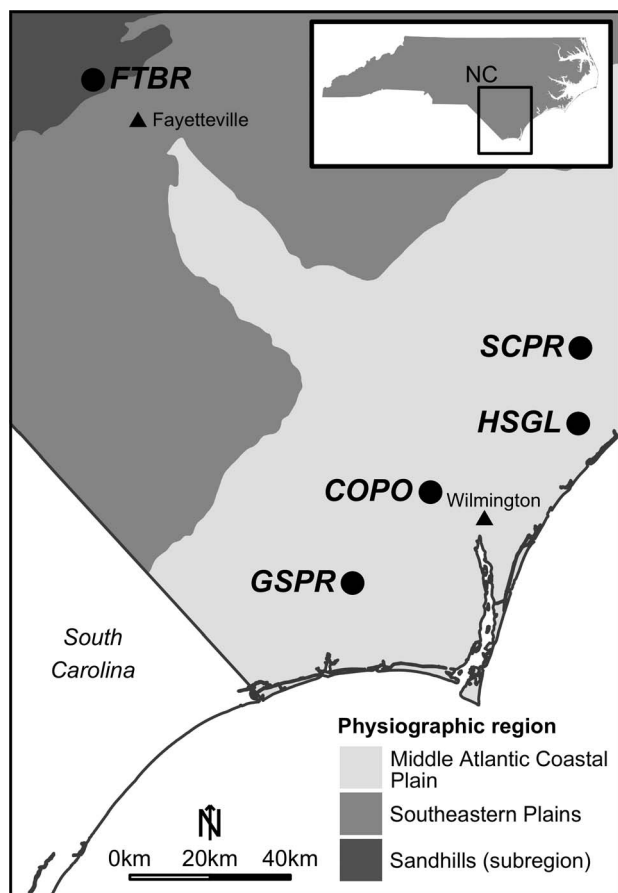 NC
FTBR
Fayetteville
SCPR
HSGL
COPO
Wilmington
GSPR
South
Carolina
Physiographic region
Middle Atlantic Coastal
Plain
Southeastern Plains
Sandhills (subregion)
N
0km 20km 40km